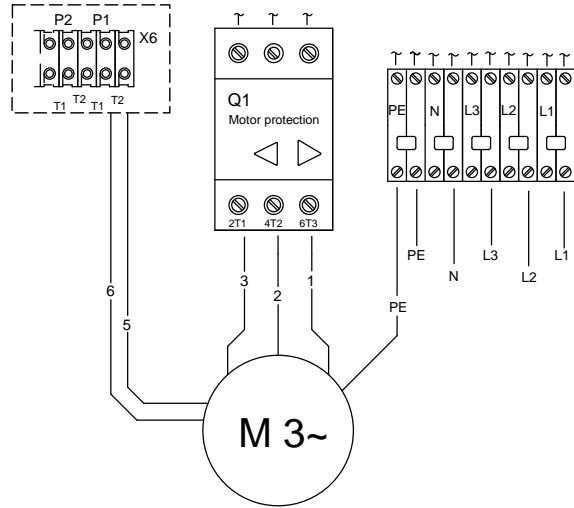 P2 P1
X6
T1 T2 T1 T2
Q1
Motor protection
2T1 4T2 6T3
PE N L3 L2 L1
PE
N
L3
L2
L1
6
5
3
2
1
PE
M 3~